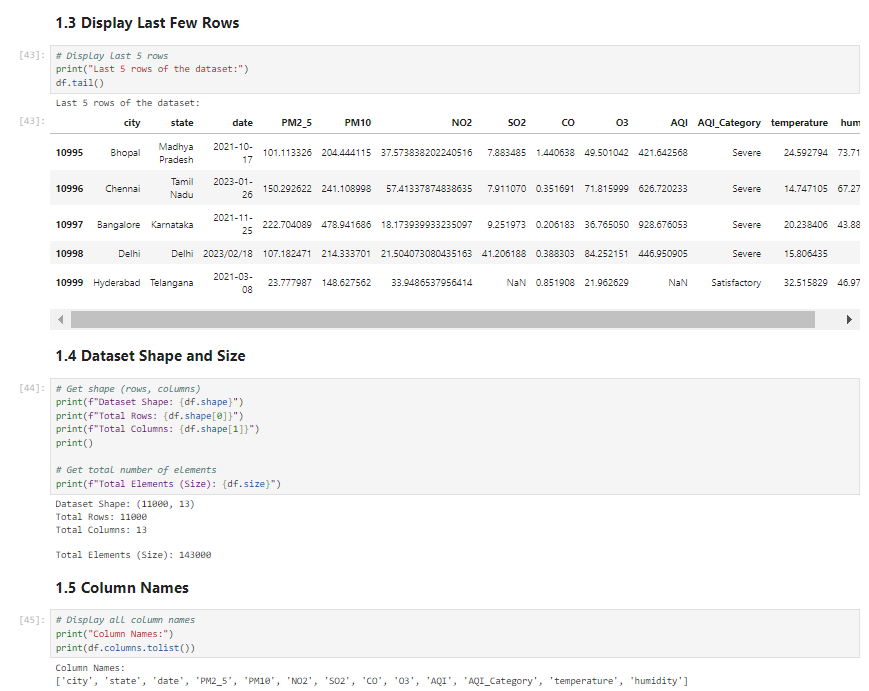 1.3 Display Last Few Rows
[43]: # Display last 5 rows
print("Last 5 rows of the dataset:")
df.tail()
Last 5 rows of the dataset:
[43]: city state date PM2_5 PM10 NO2 SO2 CO O3 AQI AQI_Category temperature hum
10995 Bhopal Madhya Pradesh 2021-10-17 101.113326 204.444115 37.573838202240516 7.883485 1.440638 49.501042 421.642568 Severe 24.592794 73.71
10996 Chennai Tamil Nadu 2023-01-26 150.292622 241.108998 57.41337874838635 7.911070 0.351691 71.815999 626.720233 Severe 14.747105 67.27
10997 Bangalore Karnataka 2021-11-25 222.704089 478.941686 18.173939933235097 9.251973 0.206183 36.765050 928.676053 Severe 20.238406 43.88
10998 Delhi Delhi 2023/02/18 107.182471 214.333701 21.504073080435163 41.206188 0.388303 84.252151 446.950905 Severe 15.806435
10999 Hyderabad Telangana 2021-03-08 23.777987 148.627562 33.9486537956414 NaN 0.851908 21.962629 NaN Satisfactory 32.515829 46.97
1.4 Dataset Shape and Size
[44]: # Get shape (rows, columns)
print(f"Dataset Shape: {df.shape}")
print(f"Total Rows: {df.shape[0]}")
print(f"Total Columns: {df.shape[1]}")
print()
# Get total number of elements
print(f"Total Elements (Size): {df.size}")
Dataset Shape: (11000, 13)
Total Rows: 11000
Total Columns: 13
Total Elements (Size): 143000
1.5 Column Names
[45]: # Display all column names
print("Column Names:")
print(df.columns.tolist())
Column Names:
['city', 'state', 'date', 'PM2_5', 'PM10', 'NO2', 'SO2', 'CO', 'O3', 'AQI', 'AQI_Category', 'temperature', 'humidity']